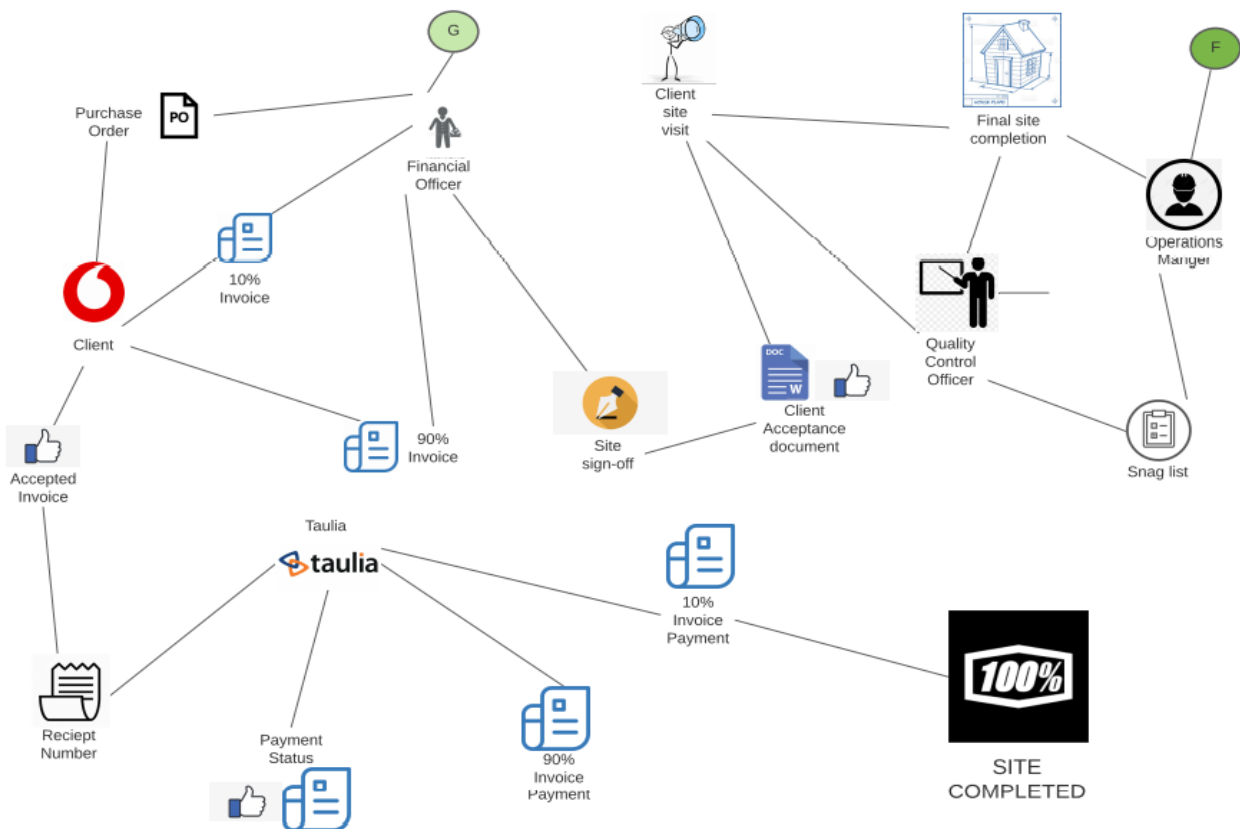 G
F
PO
Purchase
Order
Financial
Officer
Client
site
visit
Final site
completion
Operations
Manger
10%
Invoice
Client
Quality
Control
Officer
DOC
W
Client
Acceptance
document
90%
Invoice
Site
sign-off
Snag list
Accepted
Invoice
Taulia
taulia
10%
Invoice
Payment
100%
Reciept
Number
Payment
Status
90%
Invoice
Payment
SITE
COMPLETED